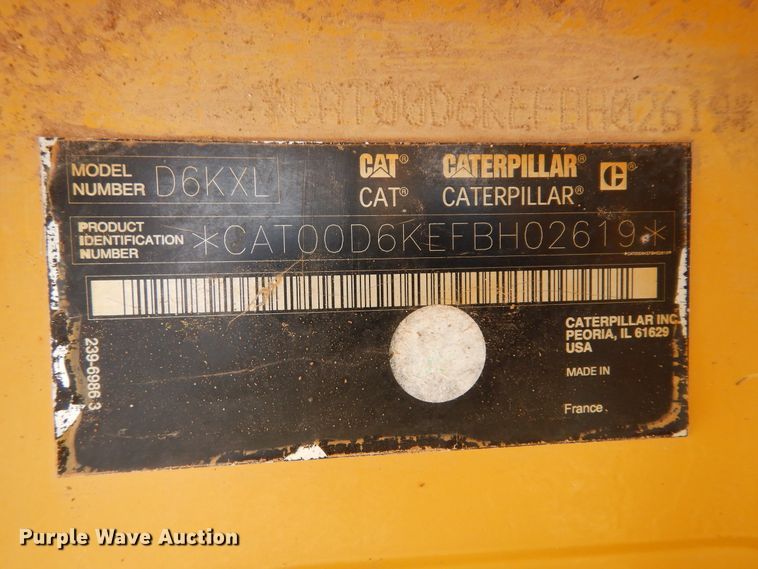 *CAT00D6KEFBH02619*
MODEL NUMBER D6KXL
CAT® CATERPILLAR® C
CAT® CATERPILLAR®
PRODUCT IDENTIFICATION NUMBER *CAT00D6KEFBH02619*
*CAT00D6KEFBH02619*
239-6986 3
CATERPILLAR INC.
PEORIA, IL 61629
USA
MADE IN
France
Purple Wave Auction